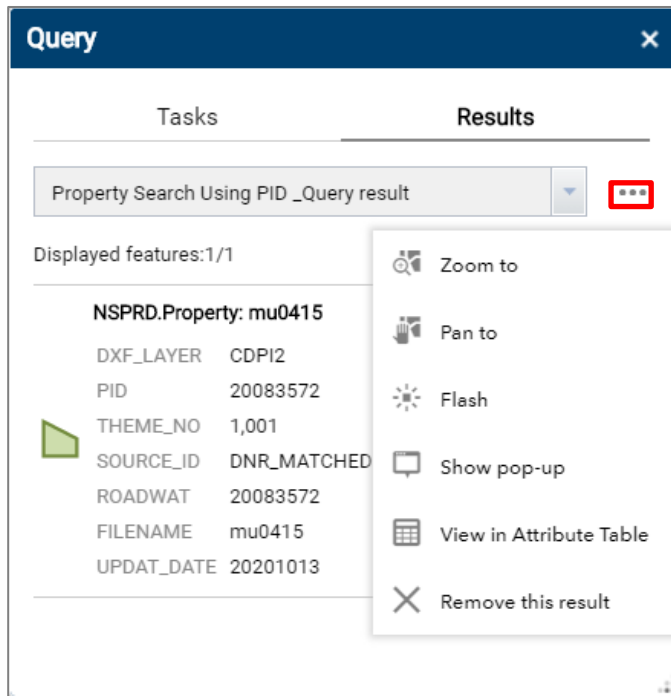 Query
Tasks Results
Property Search Using PID _Query result
Displayed features:1/1
NSPRD.Property: mu0415
DXF_LAYER CDPI2
PID 20083572
THEME_NO 1,001
SOURCE_ID DNR_MATCHED
ROADWAT 20083572
FILENAME mu0415
UPDAT_DATE 20201013
Zoom to
Pan to
Flash
Show pop-up
View in Attribute Table
Remove this result